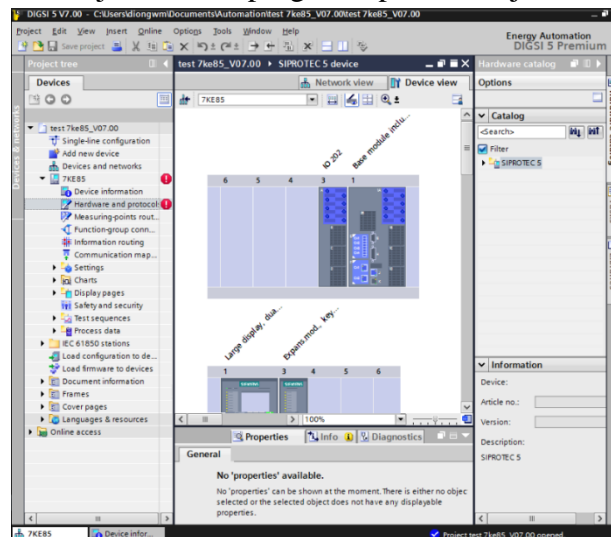 DIGSI 5 V7.00 - C:\Users\diongwm\Documents\Automation\test 7ke85_V07.00\test 7ke85_V07.00
Project Edit View Insert Online Options Tools Window Help
Save project
Energy Automation
DIGSI 5 Premium
Project tree
Devices
Devices & networks
test 7ke85_V07.00
Single-line configuration
Add new device
Devices and networks
7KE85
Device information
Hardware and protocol:
Measuring-points rout...
Function-group conn...
Information routing
Communication map...
Settings
Charts
Display pages
Safety and security
Test sequences
Process data
IEC 61850 stations
Load configuration to de...
Load firmware to devices
Document information
Frames
Cover pages
Languages & resources
Online access
test 7KE85_V07.00 ▸ SIPROTEC 5 device
Network view
Device view
7KE85
IO 202
Base module inclu...
6 5 4 3 1
Large display, dua...
Expans.mod., key...
1 3 4 5 6
SIEMENS
100%
Properties
Info
Diagnostics
General
No 'properties' available.
No 'properties' can be shown at the moment. There is either no objec
selected or the selected object does not have any displayable
properties.
Hardware catalog
Options
Catalog
<Search>
Filter
SIPROTEC 5
Information
Device:
Article no.:
Version:
Description:
SIPROTEC 5
7KE85
Device infor...
Project test 7ke85_V07.00 opened.